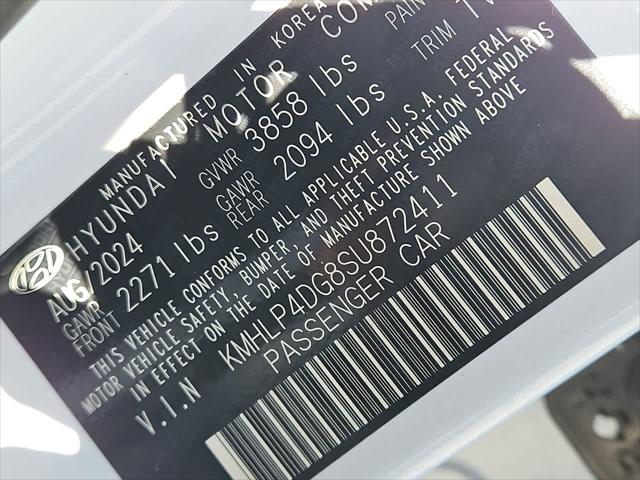 MANUFACTURED IN KOREA
HYUNDAI MOTOR COM
AUG/2024 GVWR 3858 lbs PAIN
GAWR FRONT 2271 lbs GAWR REAR 2094 lbs TRIM
THIS VEHICLE CONFORMS TO ALL APPLICABLE U.S.A. FEDERAL
MOTOR VEHICLE SAFETY, BUMPER, AND THEFT PREVENTION STANDARDS
IN EFFECT ON THE DATE OF MANUFACTURE SHOWN ABOVE.
V.I.N KMHLP4DG8SU872411
PASSENGER CAR